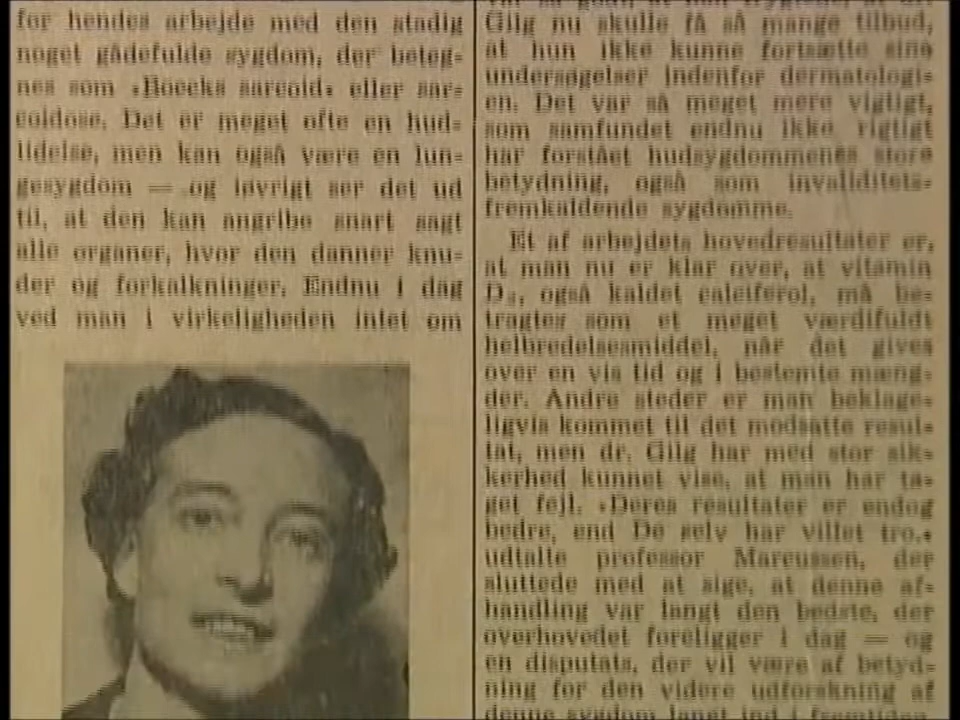 for hendes arbejde med den stadig
noget gådefulde sygdom, der beteg-
nes som »Boecks sarcoid« eller sar-
coidose. Det er meget ofte en hud-
lidelse, men kan også være en lun-
gesygdom — og iøvrigt ser det ud
til, at den kan angribe snart sagt
alle organer, hvor den danner knu-
der og forkalkninger. Endnu i dag
ved man i virkeligheden intet om
Gilg nu skulle få så mange tilbud,
at hun ikke kunne fortsætte sine
undersøgelser indenfor dermatologi-
en. Det var så meget mere vigtigt,
som samfundet endnu ikke rigtigt
har forstået hudsygdommenes store
betydning, også som invaliditets-
fremkaldende sygdomme.
Et af arbejdets hovedresultater er,
at man nu er klar over, at vitamin
D₂, også kaldet calciferol, må be-
tragtes som et meget værdifuldt
helbredelsesmiddel, når det gives
over en vis tid og i bestemte mæng-
der. Andre steder er man beklage-
ligvis kommet til det modsatte resul-
tat, men dr. Gilg har med stor sik-
kerhed kunnet vise, at man har ta-
get fejl. »Deres resultater er endog
bedre, end De selv har villet tro,«
udtalte professor Marcussen, der
sluttede med at sige, at denne af-
handling var langt den bedste, der
overhovedet foreligger i dag — og
en disputats, der vil være af betyd-
ning for den videre udforskning af
denne sygdom langt ind i fremtiden.